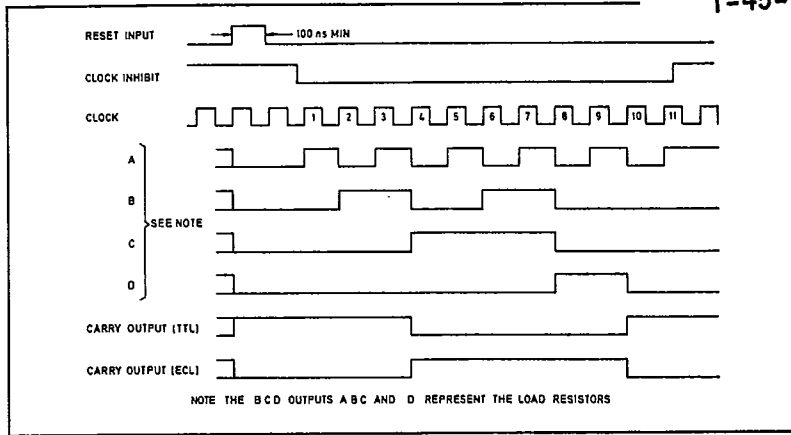 T-45-
RESET INPUT
100 ns MIN
CLOCK INHIBIT
CLOCK
1 2 3 4 5 6 7 8 9 10 11
A
B
SEE NOTE
C
D
CARRY OUTPUT (TTL)
CARRY OUTPUT (ECL)
NOTE THE BCD OUTPUTS A B C AND D REPRESENT THE LOAD RESISTORS